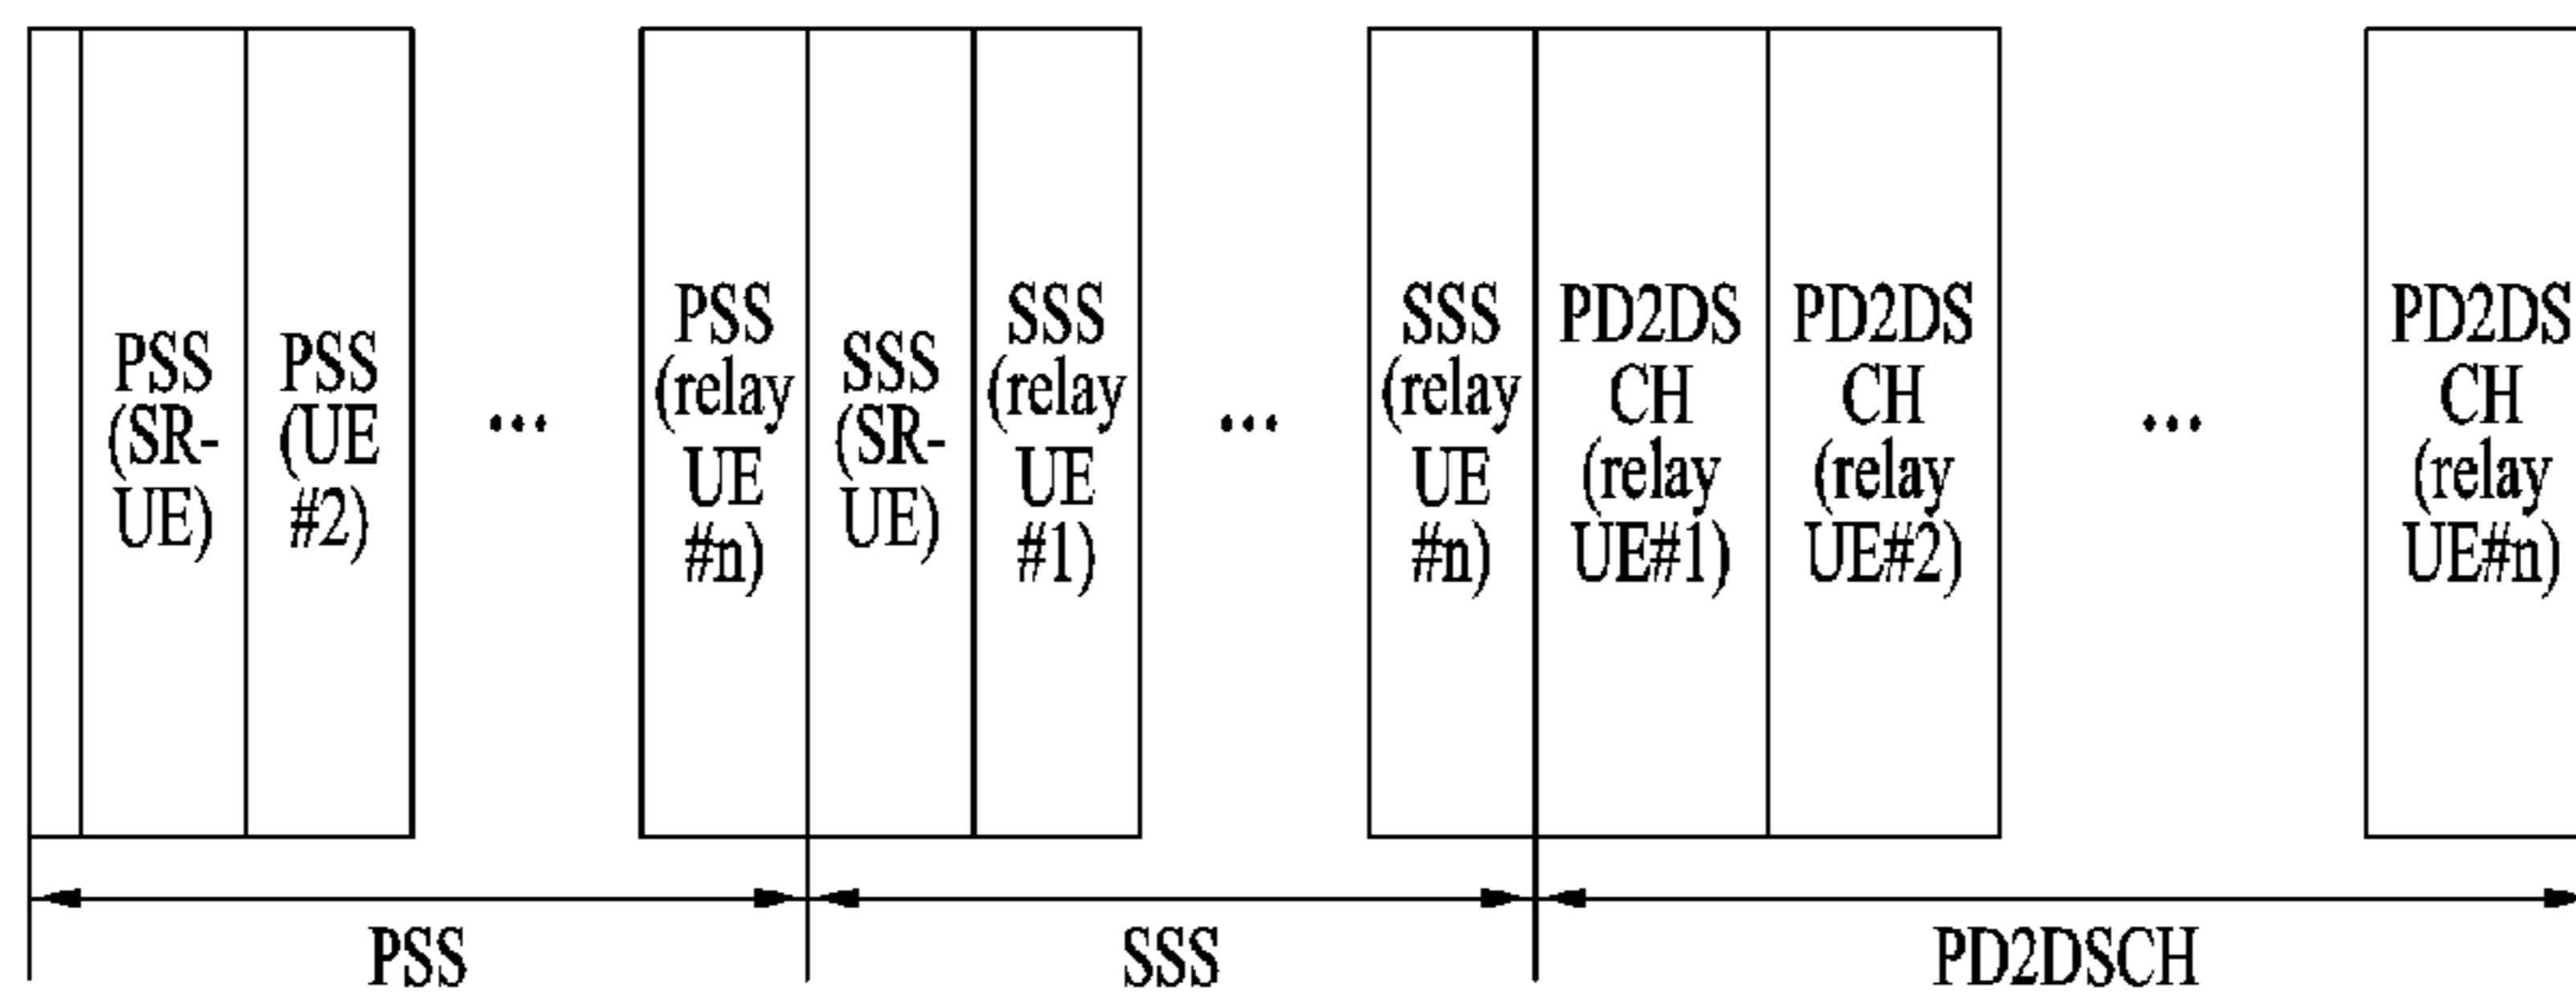 PSS
(SR-
UE)
PSS
(UE
#2)
...
PSS
(relay
UE
#n)
SSS
(SR-
UE)
SSS
(relay
UE
#1)
...
SSS
(relay
UE
#n)
PD2DS
CH
(relay
UE#1)
PD2DS
CH
(relay
UE#2)
...
PD2DS
CH
(relay
UE#n)
PSS
SSS
PD2DSCH